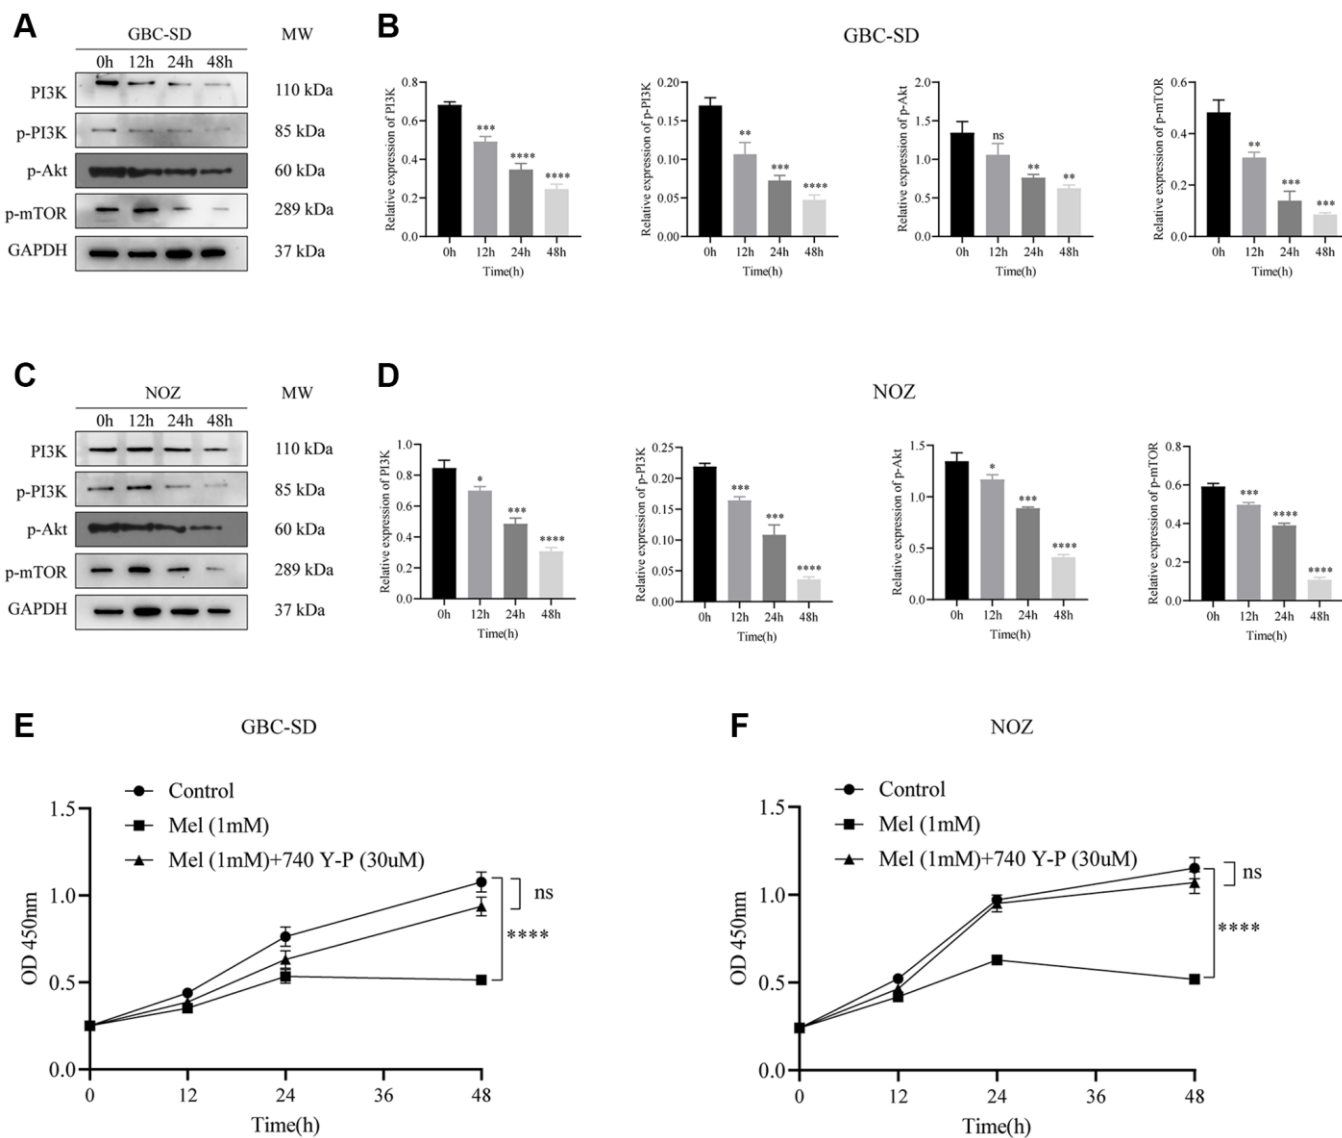 A
GBC-SD MW
0h 12h 24h 48h
PI3K 110 kDa
p-PI3K 85 kDa
p-Akt 60 kDa
p-mTOR 289 kDa
GAPDH 37 kDa
B
GBC-SD
Relative expression of PI3K
0.8
0.6
0.4
0.2
0.0
***
****
****
0h 12h 24h 48h
Time(h)
Relative expression of p-PI3K
0.20
0.15
0.10
0.05
0.00
**
***
****
0h 12h 24h 48h
Time(h)
Relative expression of p-Akt
2.0
1.5
1.0
0.5
0.0
ns
**
**
0h 12h 24h 48h
Time(h)
Relative expression of p-mTOR
0.6
0.4
0.2
0.0
**
***
***
0h 12h 24h 48h
Time(h)
C
NOZ MW
0h 12h 24h 48h
PI3K 110 kDa
p-PI3K 85 kDa
p-Akt 60 kDa
p-mTOR 289 kDa
GAPDH 37 kDa
D
NOZ
Relative expression of PI3K
1.0
0.8
0.6
0.4
0.2
0.0
*
***
****
0h 12h 24h 48h
Time(h)
Relative expression of p-PI3K
0.25
0.20
0.15
0.10
0.05
0.00
***
***
****
0h 12h 24h 48h
Time(h)
Relative expression of p-Akt
1.5
1.0
0.5
0.0
*
***
****
0h 12h 24h 48h
Time(h)
Relative expression of p-mTOR
0.8
0.6
0.4
0.2
0.0
***
****
****
0h 12h 24h 48h
Time(h)
E
GBC-SD
Control
Mel (1mM)
Mel (1mM)+740 Y-P (30uM)
OD 450nm
1.5
1.0
0.5
0.0
ns
****
0 12 24 36 48
Time(h)
F
NOZ
Control
Mel (1mM)
Mel (1mM)+740 Y-P (30uM)
OD 450nm
1.5
1.0
0.5
0.0
ns
****
0 12 24 36 48
Time(h)